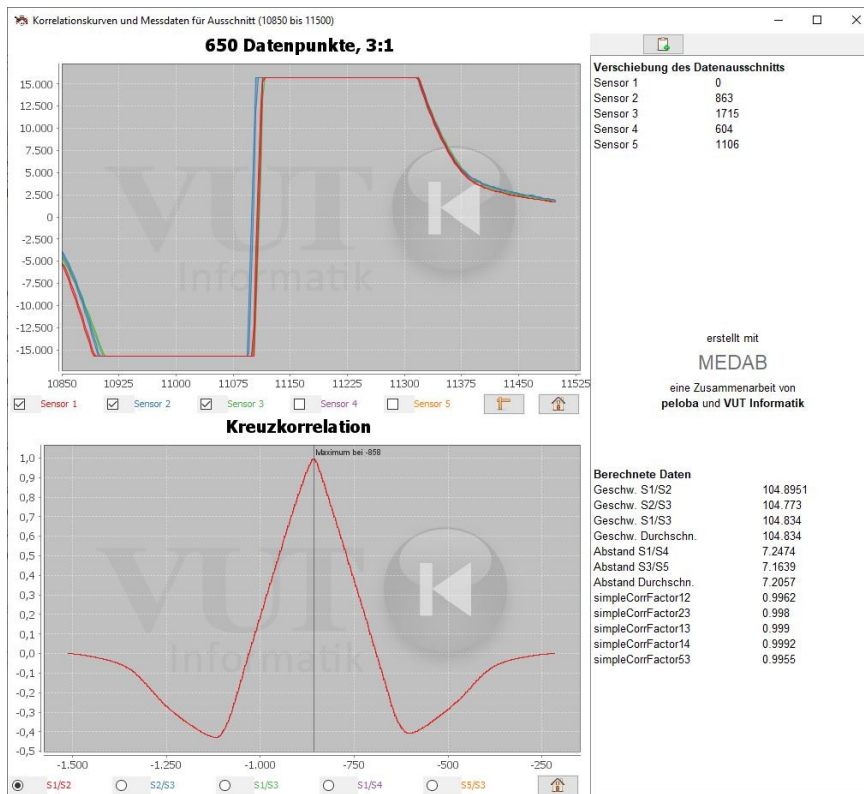 Korrelationskurven und Messdaten für Ausschnitt (10850 bis 11500)
650 Datenpunkte, 3:1
15.000
12.500
10.000
7.500
5.000
2.500
0
-2.500
-5.000
-7.500
-10.000
-12.500
-15.000
VUT
Informatik
10850 10925 11000 11075 11150 11225 11300 11375 11450 11525
Sensor 1 Sensor 2 Sensor 3 Sensor 4 Sensor 5
Kreuzkorrelation
Maximum bei -858
1,0
0,9
0,8
0,7
0,6
0,5
0,4
0,3
0,2
0,1
0,0
-0,1
-0,2
-0,3
-0,4
-0,5
VUT
Informatik
-1.500 -1.250 -1.000 -750 -500 -250
S1/S2 S2/S3 S1/S3 S1/S4 S5/S3
Verschiebung des Datenausschnitts
Sensor 1 0
Sensor 2 863
Sensor 3 1715
Sensor 4 604
Sensor 5 1106
erstellt mit
MEDAB
eine Zusammenarbeit von
peloba und VUT Informatik
Berechnete Daten
Geschw. S1/S2 104.8951
Geschw. S2/S3 104.773
Geschw. S1/S3 104.834
Geschw. Durchschn. 104.834
Abstand S1/S4 7.2474
Abstand S3/S5 7.1639
Abstand Durchschn. 7.2057
simpleCorrFactor12 0.9962
simpleCorrFactor23 0.998
simpleCorrFactor13 0.999
simpleCorrFactor14 0.9992
simpleCorrFactor53 0.9955